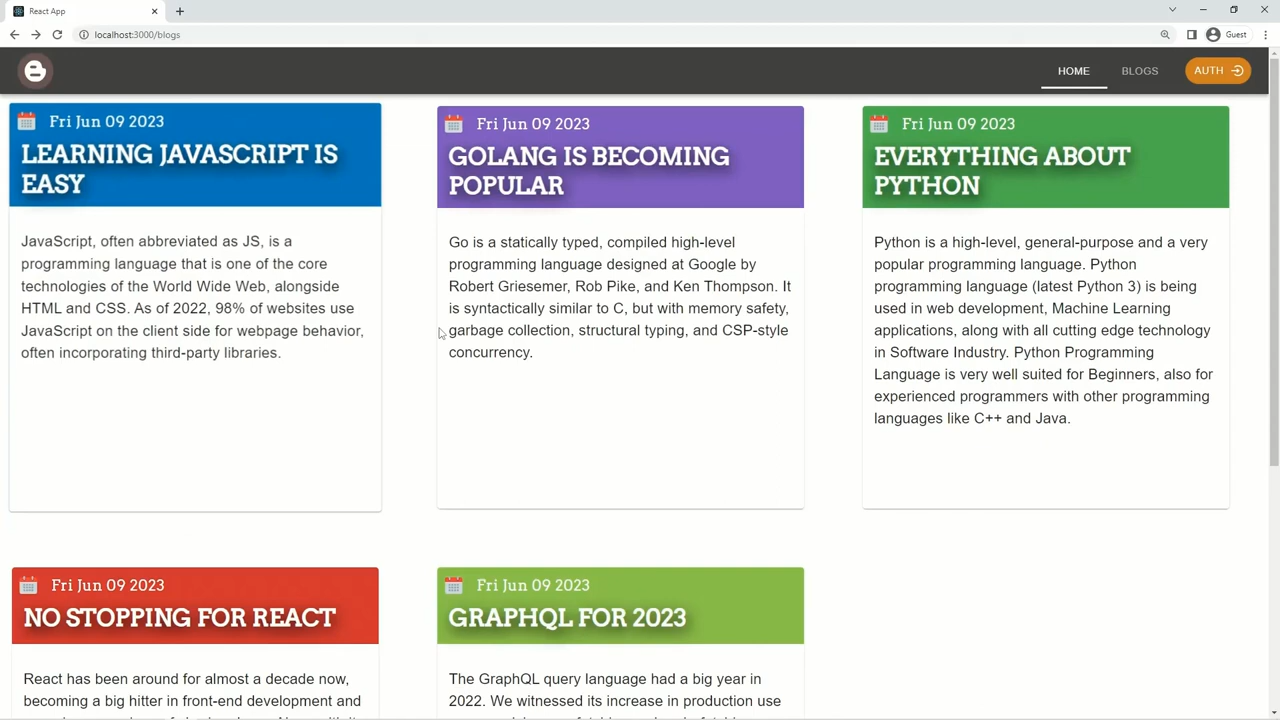 React App
localhost:3000/blogs
Guest
HOME
BLOGS
AUTH
Fri Jun 09 2023
LEARNING JAVASCRIPT IS
EASY
JavaScript, often abbreviated as JS, is a
programming language that is one of the core
technologies of the World Wide Web, alongside
HTML and CSS. As of 2022, 98% of websites use
JavaScript on the client side for webpage behavior,
often incorporating third-party libraries.
Fri Jun 09 2023
GOLANG IS BECOMING
POPULAR
Go is a statically typed, compiled high-level
programming language designed at Google by
Robert Griesemer, Rob Pike, and Ken Thompson. It
is syntactically similar to C, but with memory safety,
garbage collection, structural typing, and CSP-style
concurrency.
Fri Jun 09 2023
EVERYTHING ABOUT
PYTHON
Python is a high-level, general-purpose and a very
popular programming language. Python
programming language (latest Python 3) is being
used in web development, Machine Learning
applications, along with all cutting edge technology
in Software Industry. Python Programming
Language is very well suited for Beginners, also for
experienced programmers with other programming
languages like C++ and Java.
Fri Jun 09 2023
NO STOPPING FOR REACT
React has been around for almost a decade now,
becoming a big hitter in front-end development and
Fri Jun 09 2023
GRAPHQL FOR 2023
The GraphQL query language had a big year in
2022. We witnessed its increase in production use